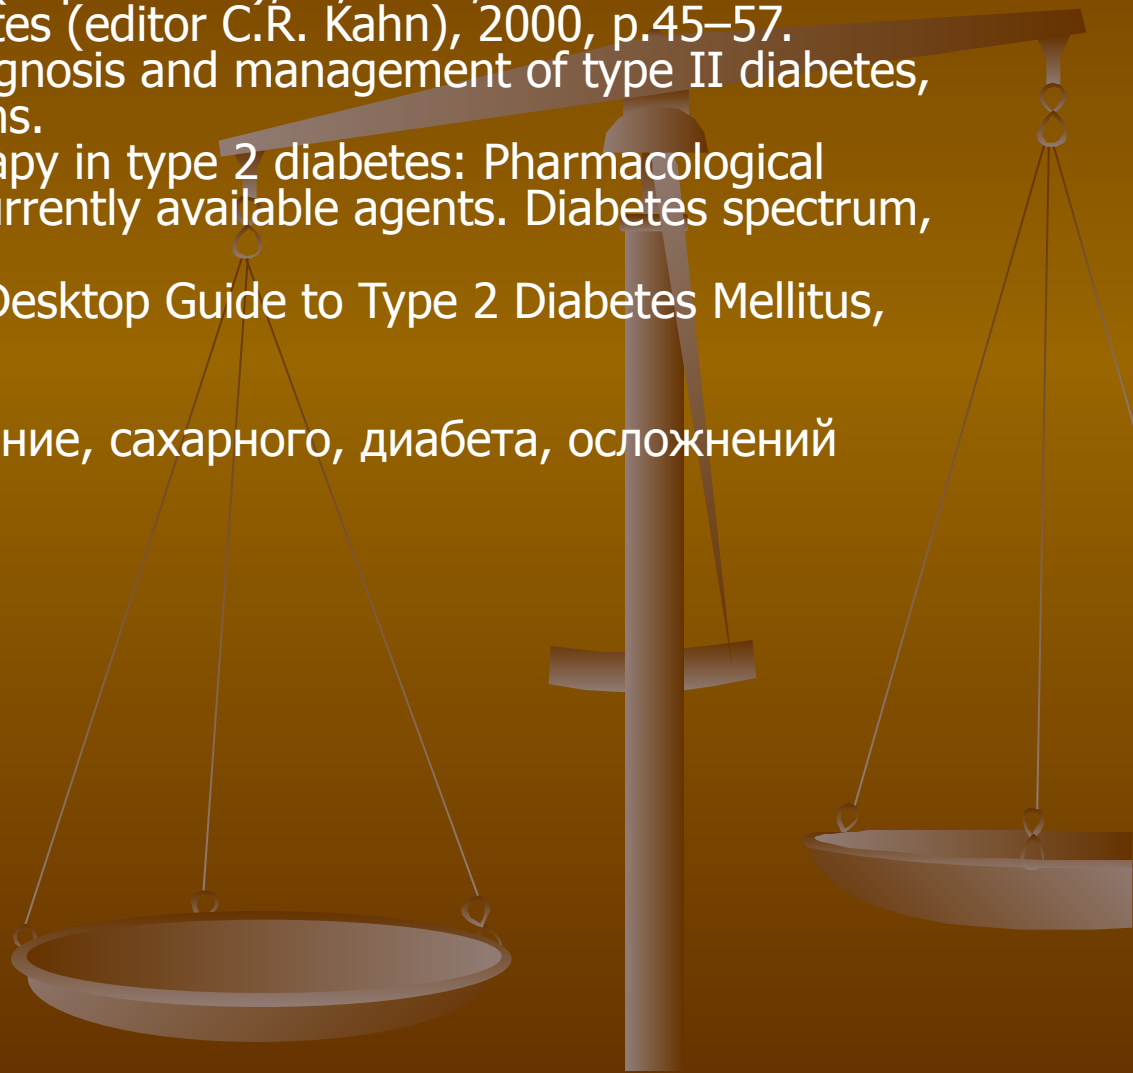 tes (editor C.R. Kahn), 2000, p.45–57.
gnosis and management of type II diabetes,
ns.
apy in type 2 diabetes: Pharmacological
urrently available agents. Diabetes spectrum,
Desktop Guide to Type 2 Diabetes Mellitus,
ние, сахарного, диабета, осложнений